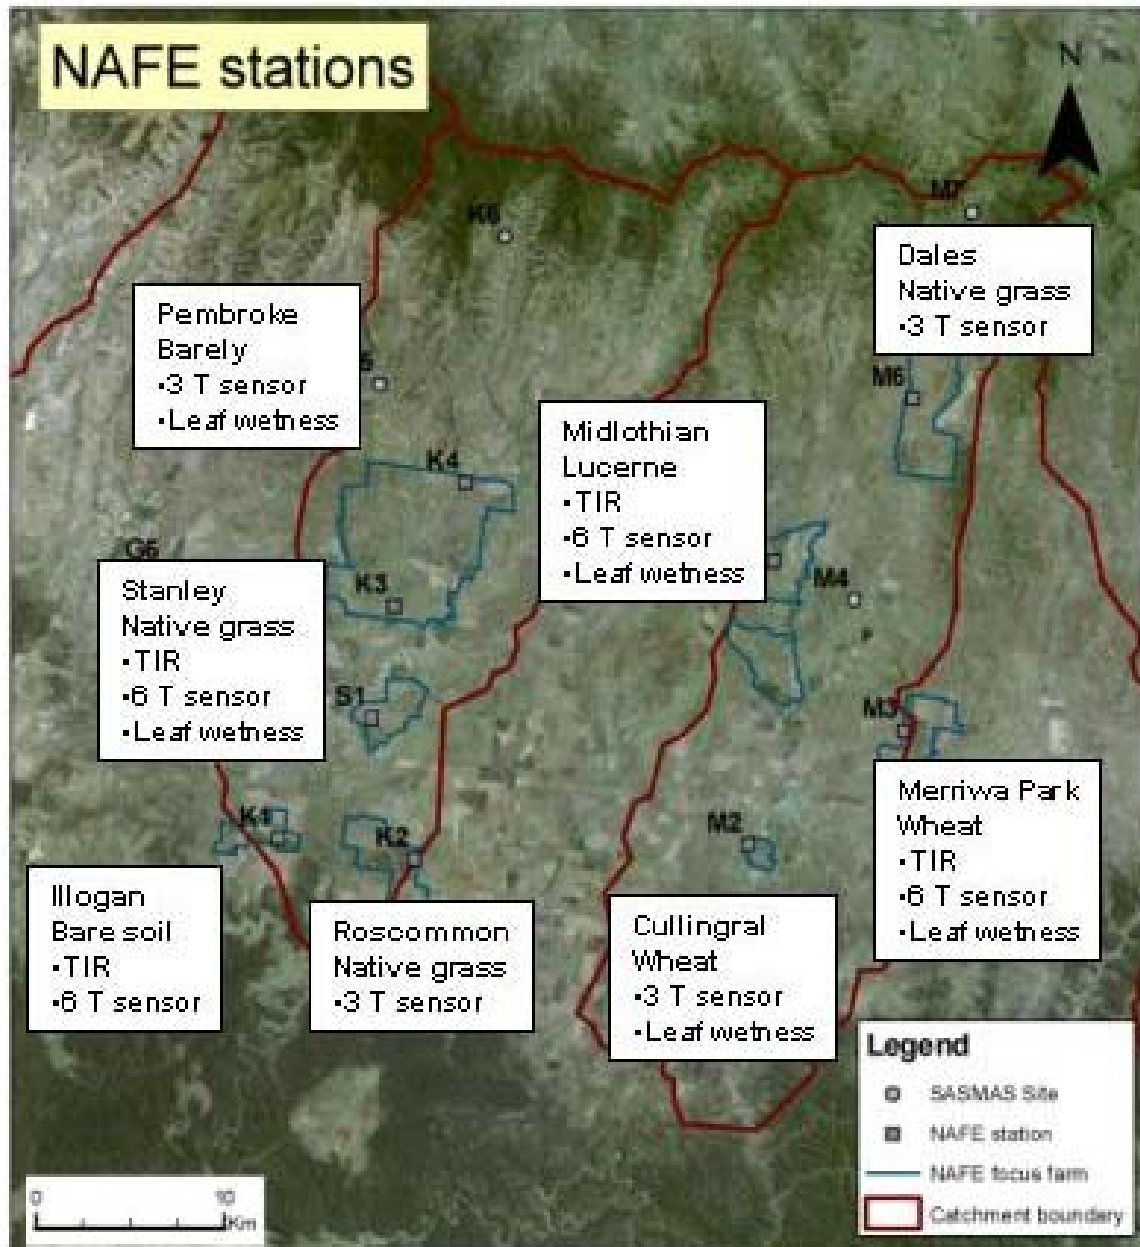 NAFE stations
N
K6
M7
Dales
Native grass
•3 T sensor
Pembroke
Barely
•3 T sensor
•Leaf wetness
5
M6
Midlothian
Lucerne
•TIR
•6 T sensor
•Leaf wetness
K4
G6
Stanley
Native grass
•TIR
•6 T sensor
•Leaf wetness
K3
M4
S1
M3
Merriwa Park
Wheat
•TIR
•6 T sensor
•Leaf wetness
K1
K2
M2
Illogan
Bare soil
•TIR
•6 T sensor
Roscommon
Native grass
•3 T sensor
Cullingral
Wheat
•3 T sensor
•Leaf wetness
Legend
SASMAS Site
NAFE station
NAFE focus farm
Catchment boundary
0 10
Km